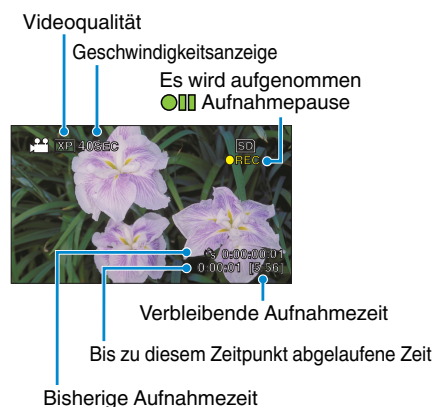 Videoqualität
Geschwindigkeitsanzeige
Es wird aufgenommen
Aufnahmepause
XP 40SEC
SD
REC
0:00:00.01
0:00:01 [5:56]
Verbleibende Aufnahmezeit
Bis zu diesem Zeitpunkt abgelaufene Zeit
Bisherige Aufnahmezeit